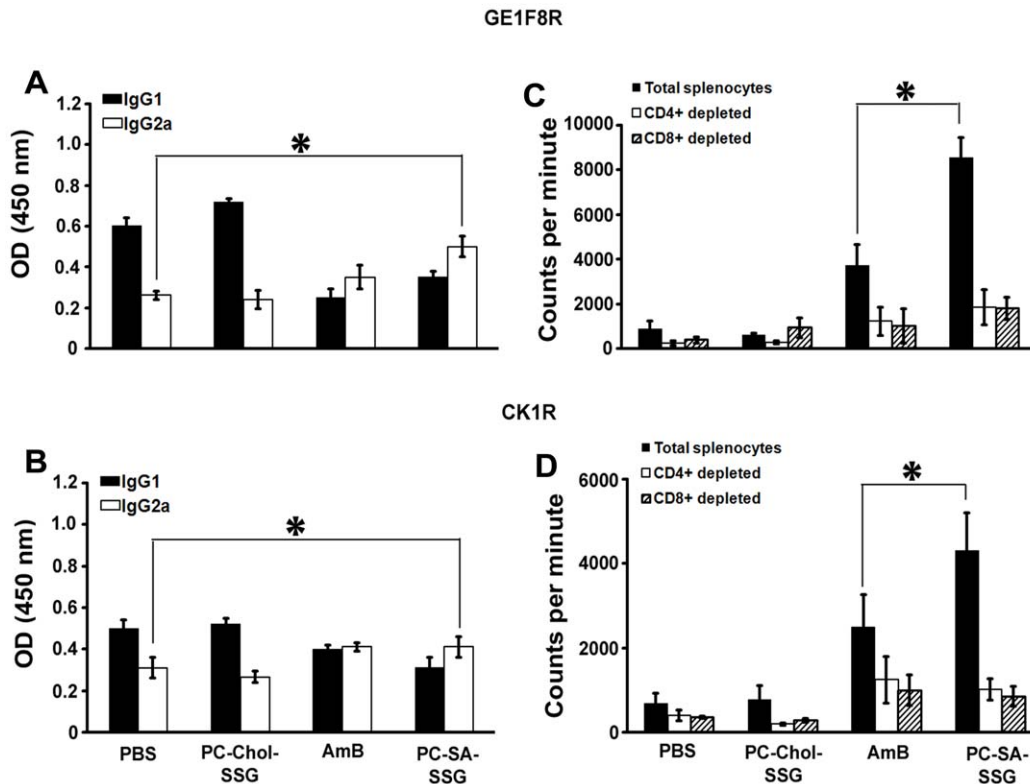 GE1F8R
A
IgG1
IgG2a
*
1.2
1.0
0.8
0.6
0.4
0.2
0
OD (450 nm)
C
Total splenocytes
CD4+ depleted
CD8+ depleted
*
10000
8000
6000
4000
2000
0
Counts per minute
CK1R
B
IgG1
IgG2a
*
1.2
1.0
0.8
0.6
0.4
0.2
0
OD (450 nm)
PBS
PC-Chol-
SSG
AmB
PC-SA-
SSG
D
Total splenocytes
CD4+ depleted
CD8+ depleted
*
6000
4000
2000
0
Counts per minute
PBS
PC-Chol-
SSG
AmB
PC-SA-
SSG